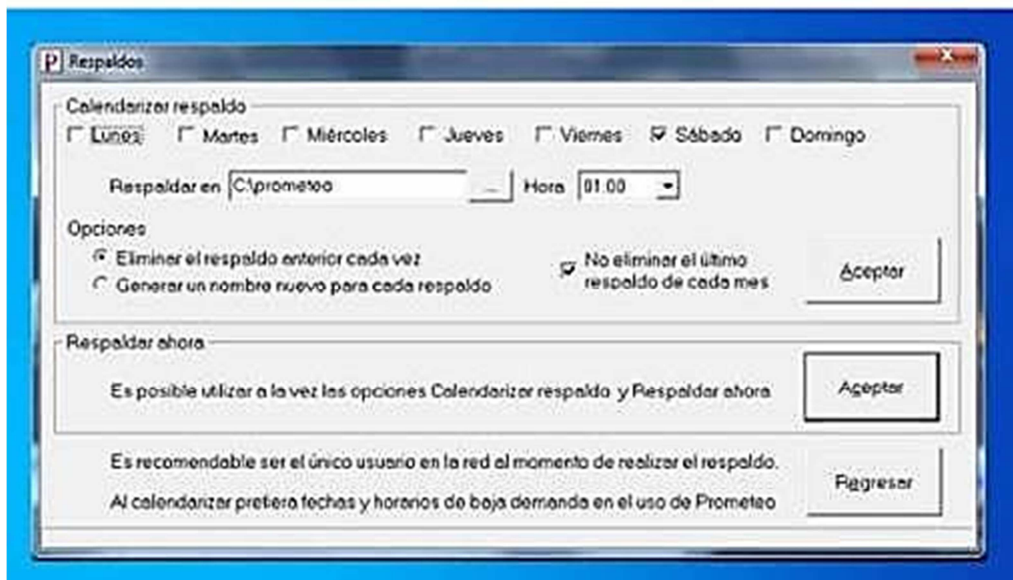 P Respaldos
Calendarizar respaldo
Lunes Martes Miércoles Jueves Viernes Sábado Domingo
Respaldar en C:\prometeo ... Hora 01.00
Opciones
Eliminar el respaldo anterior cada vez
Generar un nombre nuevo para cada respaldo
No eliminar el último
respaldo de cada mes
Aceptar
Respaldar ahora
Es posible utilizar a la vez las opciones Calendarizar respaldo y Respaldar ahora
Aceptar
Es recomendable ser el único usuario en la red al momento de realizar el respaldo.
Al calendarizar prefiera fechas y horarios de baja demanda en el uso de Prometeo
Regresar